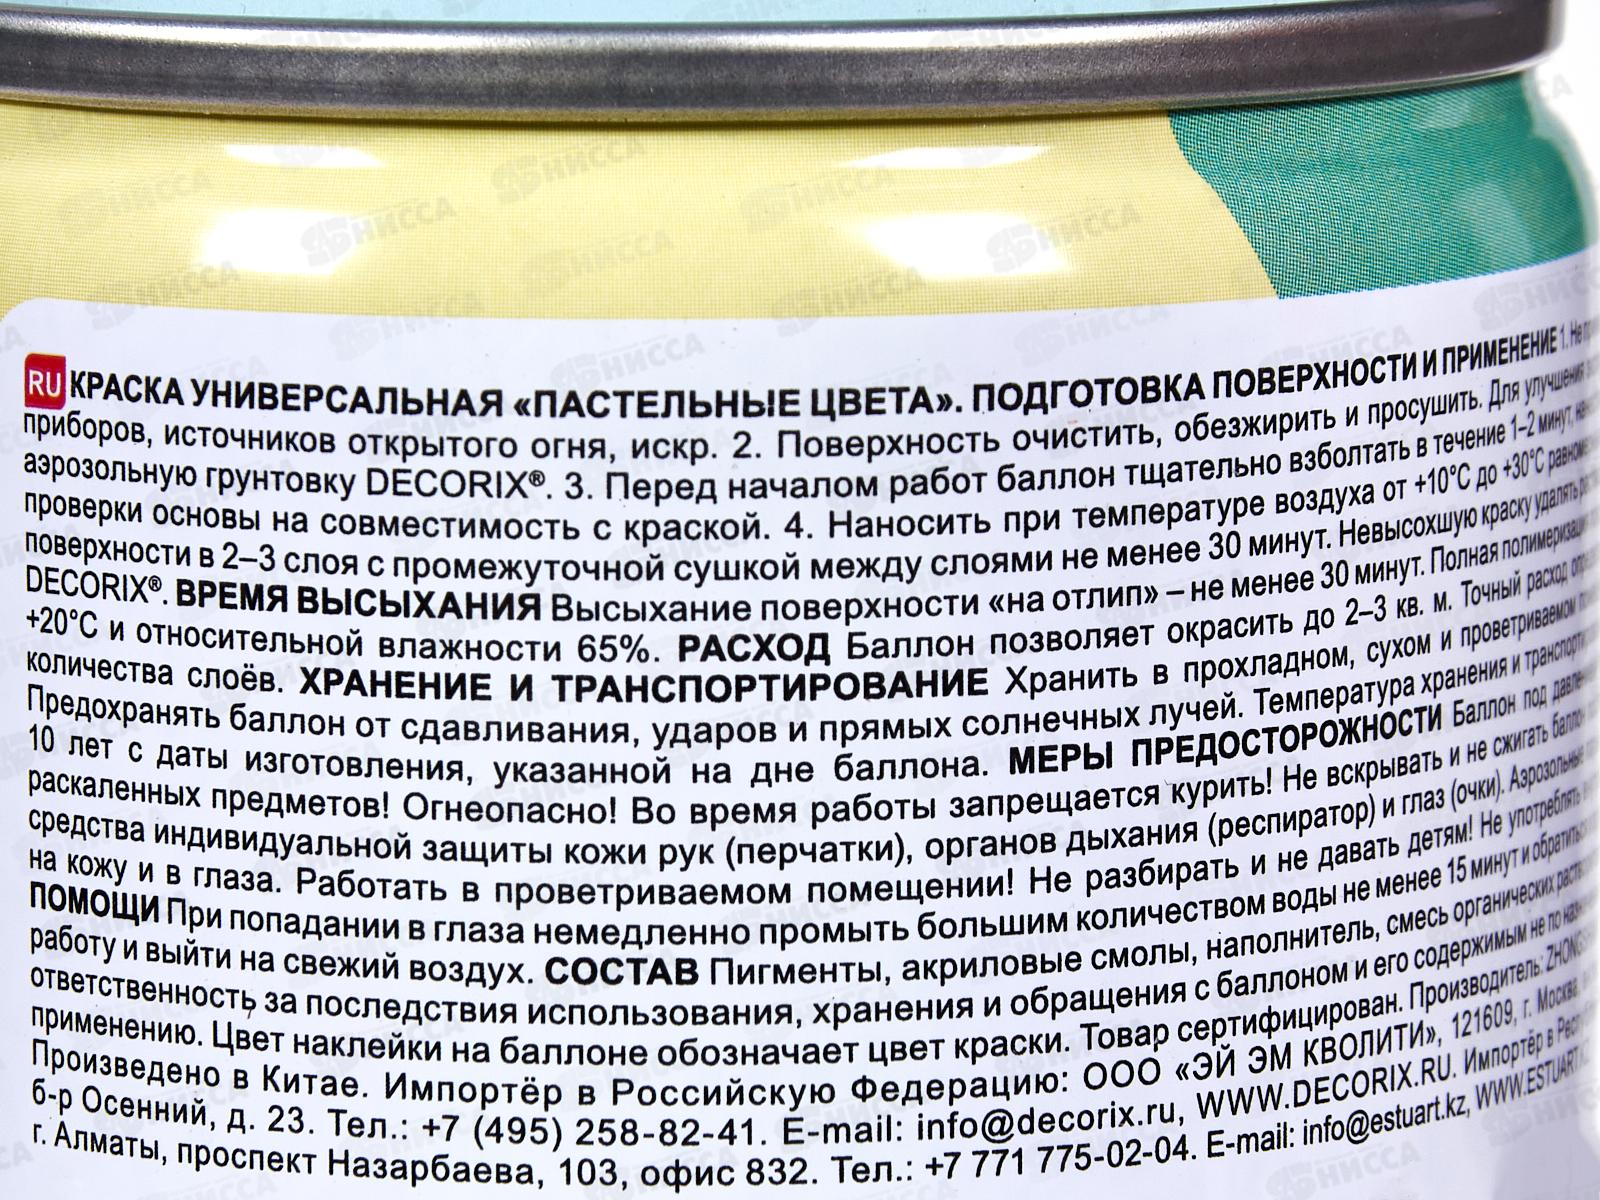 RU КРАСКА УНИВЕРСАЛЬНАЯ «ПАСТЕЛЬНЫЕ ЦВЕТА». ПОДГОТОВКА ПОВЕРХНОСТИ И ПРИМЕНЕНИЕ 1. Не
приборов, источников открытого огня, искр. 2. Поверхность очистить, обезжирить и просушить. Для улучшения
аэрозольную грунтовку DECORIX®. 3. Перед началом работ баллон тщательно взболтать в течение 1–2 минут,
проверки основы на совместимость с краской. 4. Наносить при температуре воздуха от +10°C до +30°C
поверхности в 2–3 слоя с промежуточной сушкой между слоями не менее 30 минут. Невысохшую краску удалять
DECORIX®. ВРЕМЯ ВЫСЫХАНИЯ Высыхание поверхности «на отлип» – не менее 30 минут. Полная
+20°C и относительной влажности 65%. РАСХОД Баллон позволяет окрасить до 2–3 кв. м. Точный расход
количества слоёв. ХРАНЕНИЕ И ТРАНСПОРТИРОВАНИЕ Хранить в прохладном, сухом и проветриваемом
Предохранять баллон от сдавливания, ударов и прямых солнечных лучей. Температура хранения и
10 лет с даты изготовления, указанной на дне баллона. МЕРЫ ПРЕДОСТОРОЖНОСТИ Баллон под
раскаленных предметов! Огнеопасно! Во время работы запрещается курить! Не вскрывать и не сжигать баллон
средства индивидуальной защиты кожи рук (перчатки), органов дыхания (респиратор) и глаз (очки).
на кожу и в глаза. Работать в проветриваемом помещении! Не разбирать и не давать детям! Не употреблять
ПОМОЩИ При попадании в глаза немедленно промыть большим количеством воды не менее 15 минут и
работу и выйти на свежий воздух. СОСТАВ Пигменты, акриловые смолы, наполнитель, смесь органических
ответственность за последствия использования, хранения и обращения с баллоном и его содержимым не по
применению. Цвет наклейки на баллоне обозначает цвет краски. Товар сертифицирован. Производитель:
Произведено в Китае. Импортёр в Российскую Федерацию: ООО «ЭЙ ЭМ КВОЛИТИ», 121609, г. Москва,
б-р Осенний, д. 23. Тел.: +7 (495) 258-82-41. E-mail: info@decorix.ru, WWW.DECORIX.RU. Импортёр в
г. Алматы, проспект Назарбаева, 103, офис 832. Тел.: +7 771 775-02-04. E-mail: info@estuart.kz, WWW.ESTUART.KZ